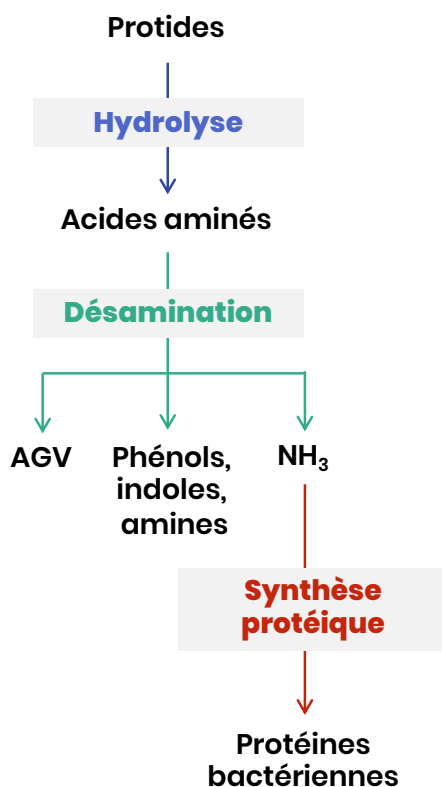 Protides
Hydrolyse
Acides aminés
Désamination
AGV
Phénols,
indoles,
amines
NH₃
Synthèse
protéique
Protéines
bactériennes